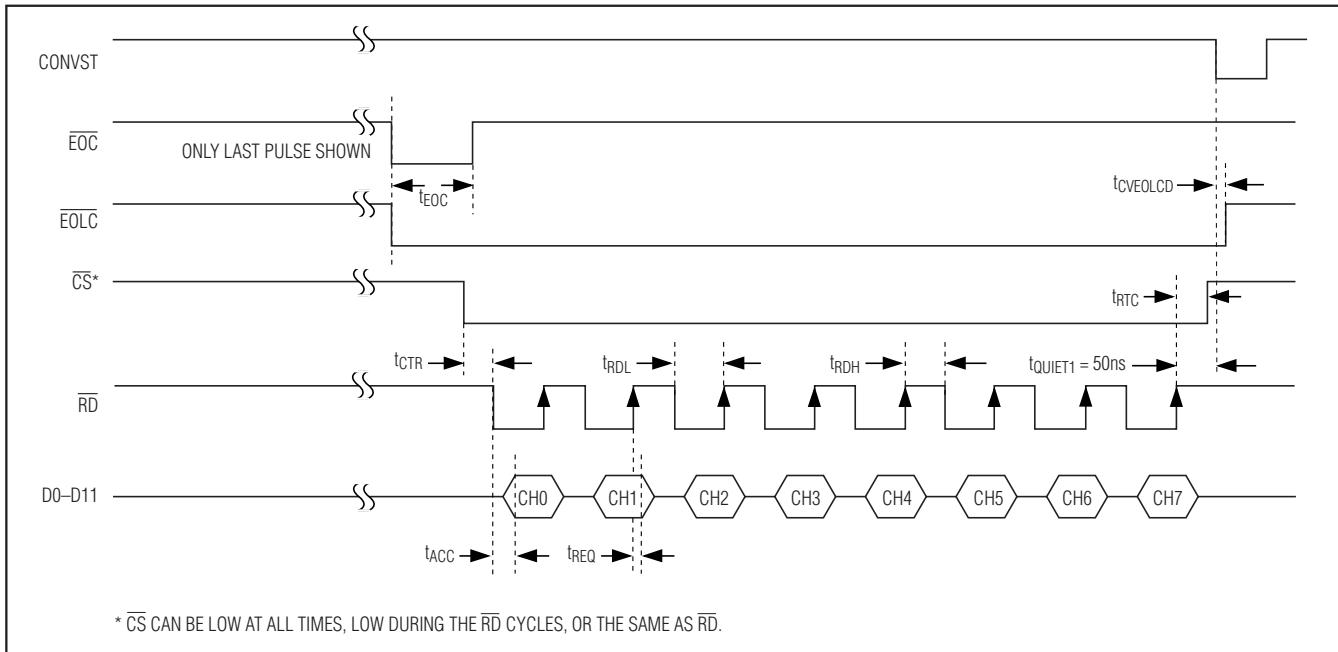 CONVST
EOC
ONLY LAST PULSE SHOWN
tEOC
tCVEOLCD
EOLC
CS*
tRTC
tCTR
tRDL
tRDH
tQUIET1 = 50ns
RD
D0–D11
CH0
CH1
CH2
CH3
CH4
CH5
CH6
CH7
tACC
tREQ
* CS CAN BE LOW AT ALL TIMES, LOW DURING THE RD CYCLES, OR THE SAME AS RD.